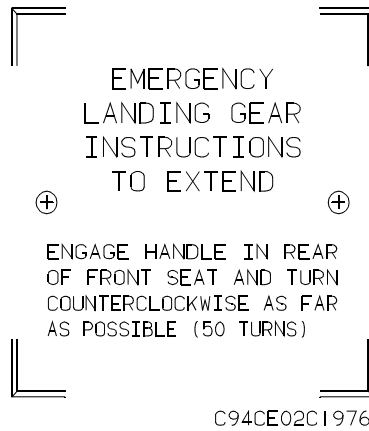 EMERGENCY
LANDING GEAR
INSTRUCTIONS
TO EXTEND
ENGAGE HANDLE IN REAR
OF FRONT SEAT AND TURN
COUNTERCLOCKWISE AS FAR
AS POSSIBLE (50 TURNS)
C94CE02C1976